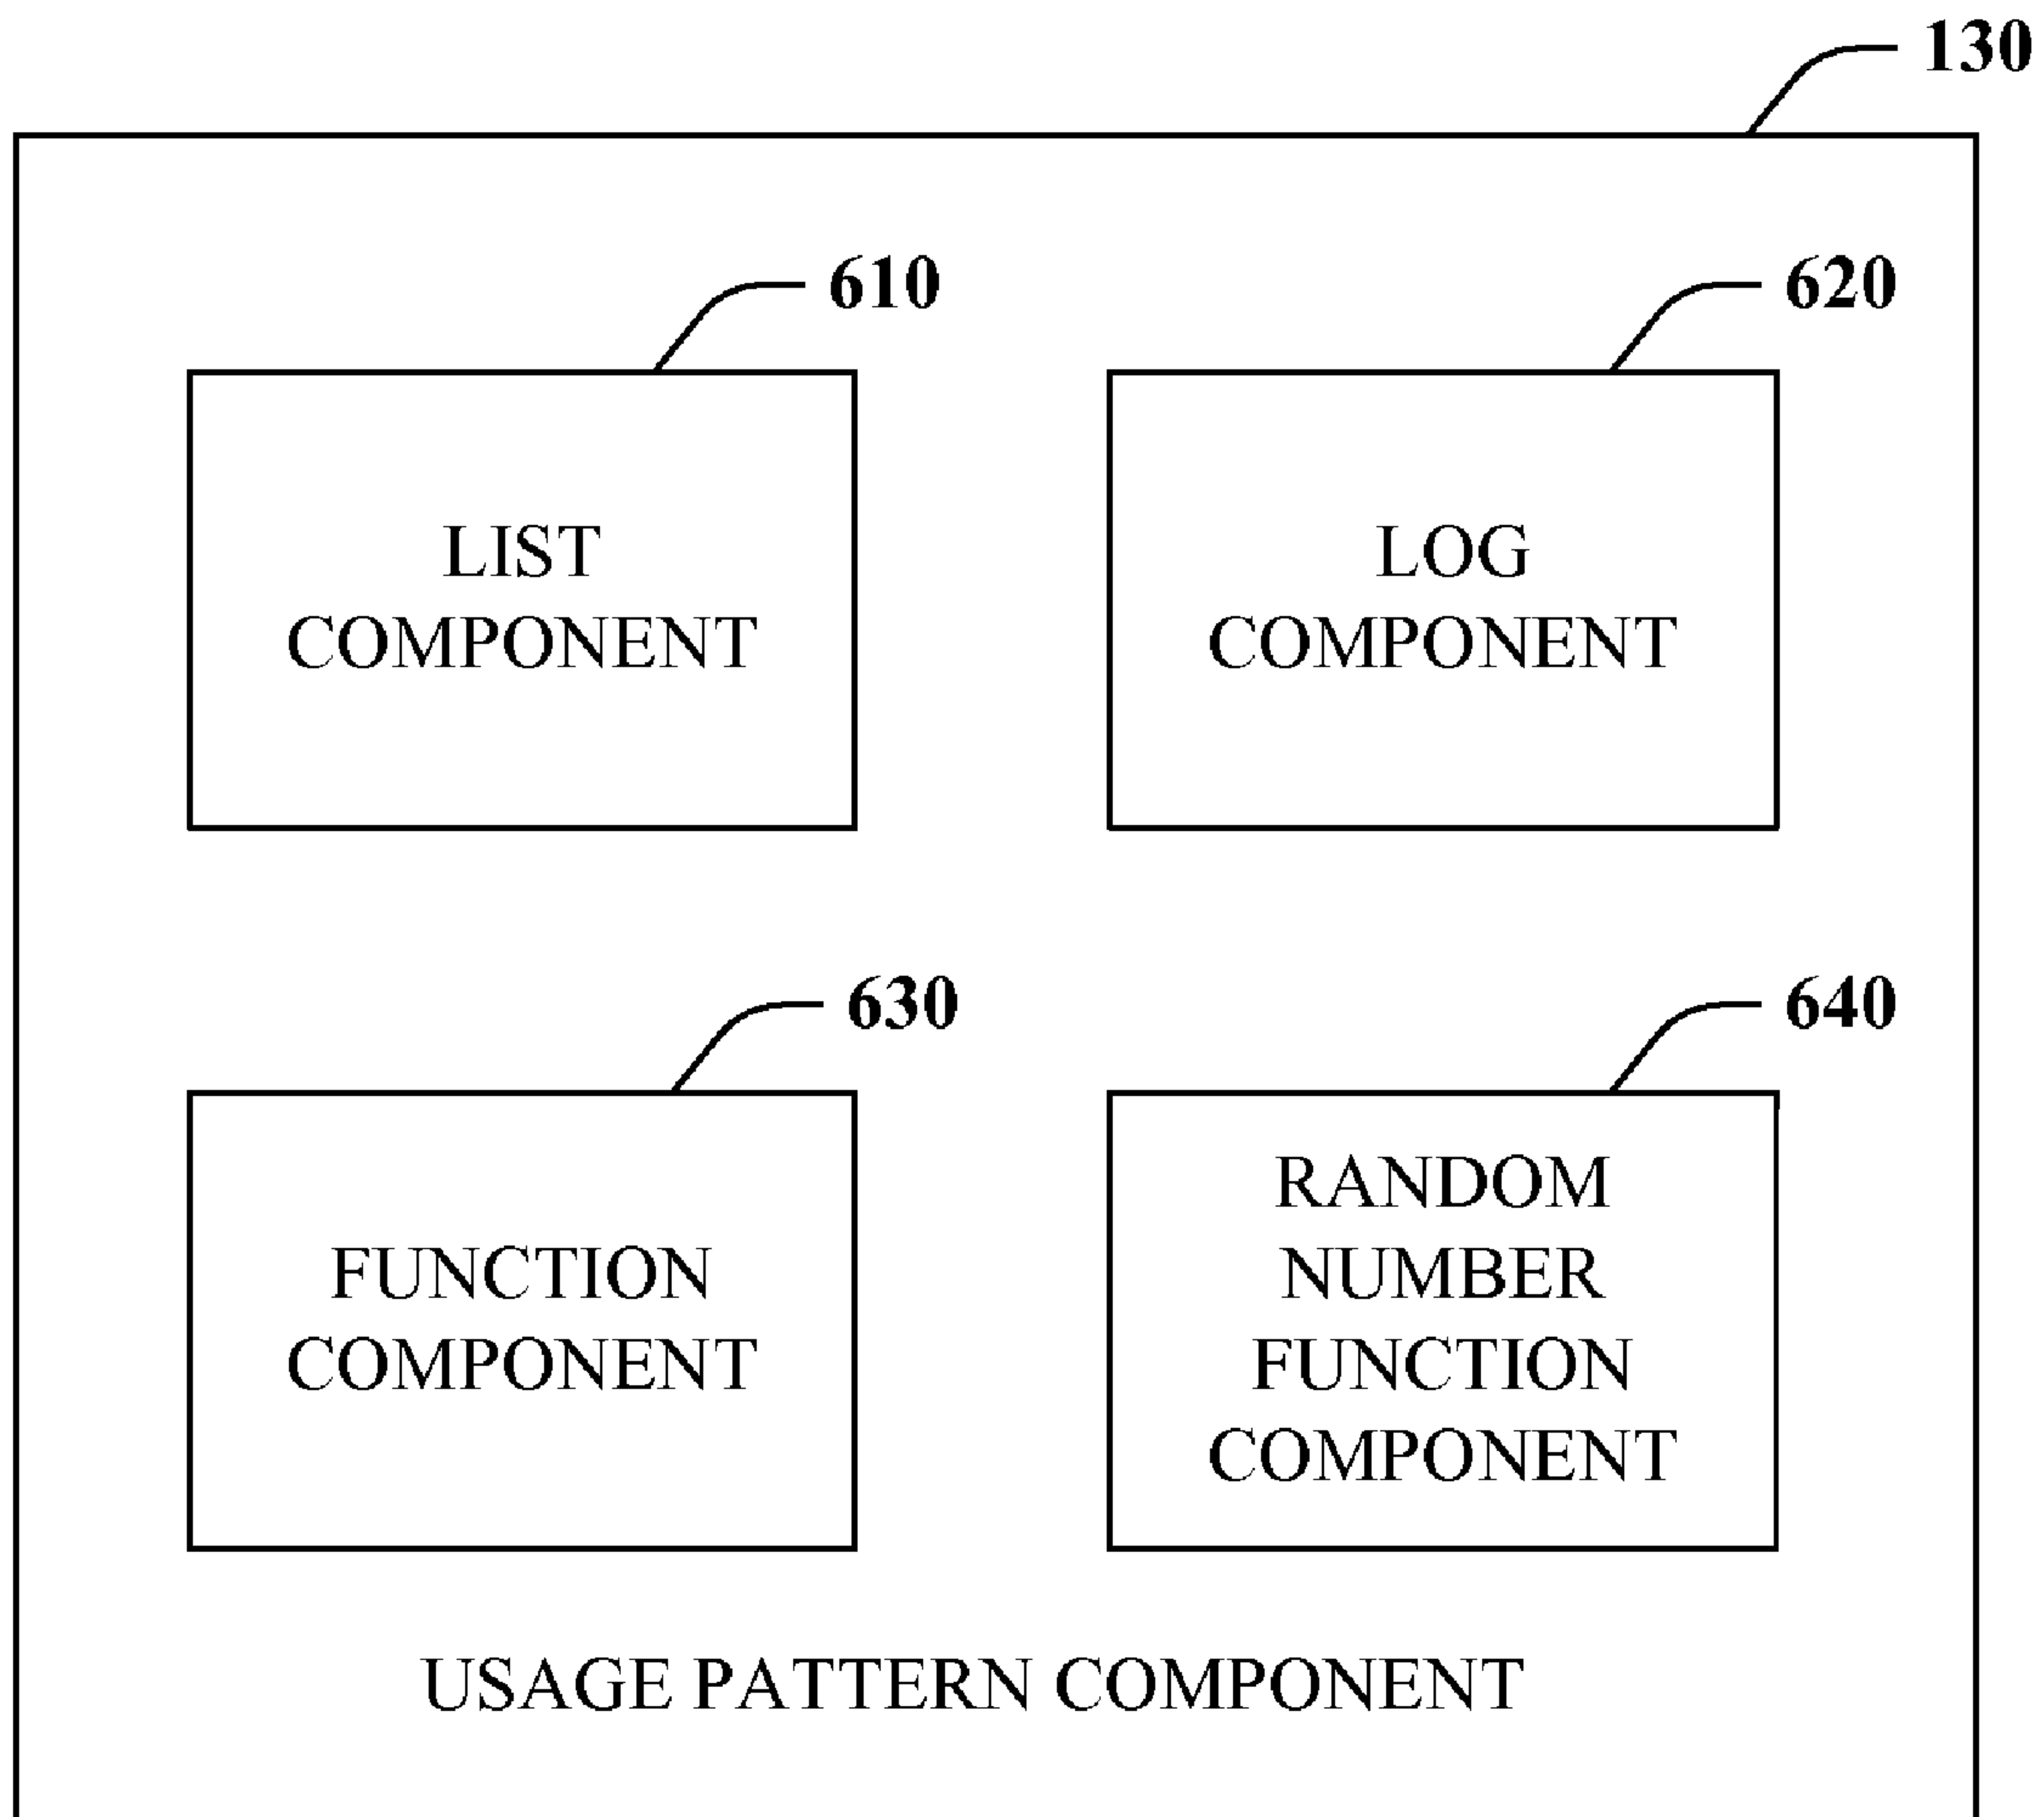 130
610
620
LIST
COMPONENT
LOG
COMPONENT
630
640
FUNCTION
COMPONENT
RANDOM
NUMBER
FUNCTION
COMPONENT
USAGE PATTERN COMPONENT